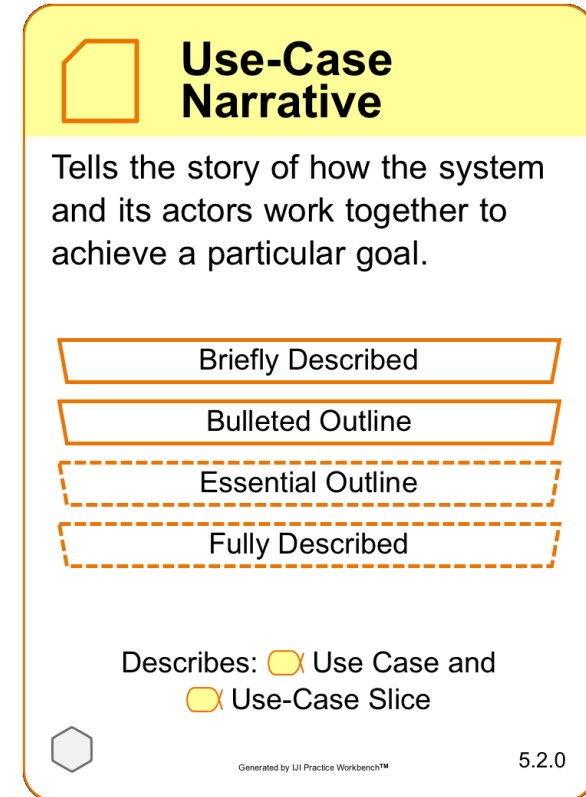 Use-Case
Narrative
Tells the story of how the system
and its actors work together to
achieve a particular goal.
Briefly Described
Bulleted Outline
Essential Outline
Fully Described
Describes: Use Case and
Use-Case Slice
Generated by IJI Practice Workbench™
5.2.0